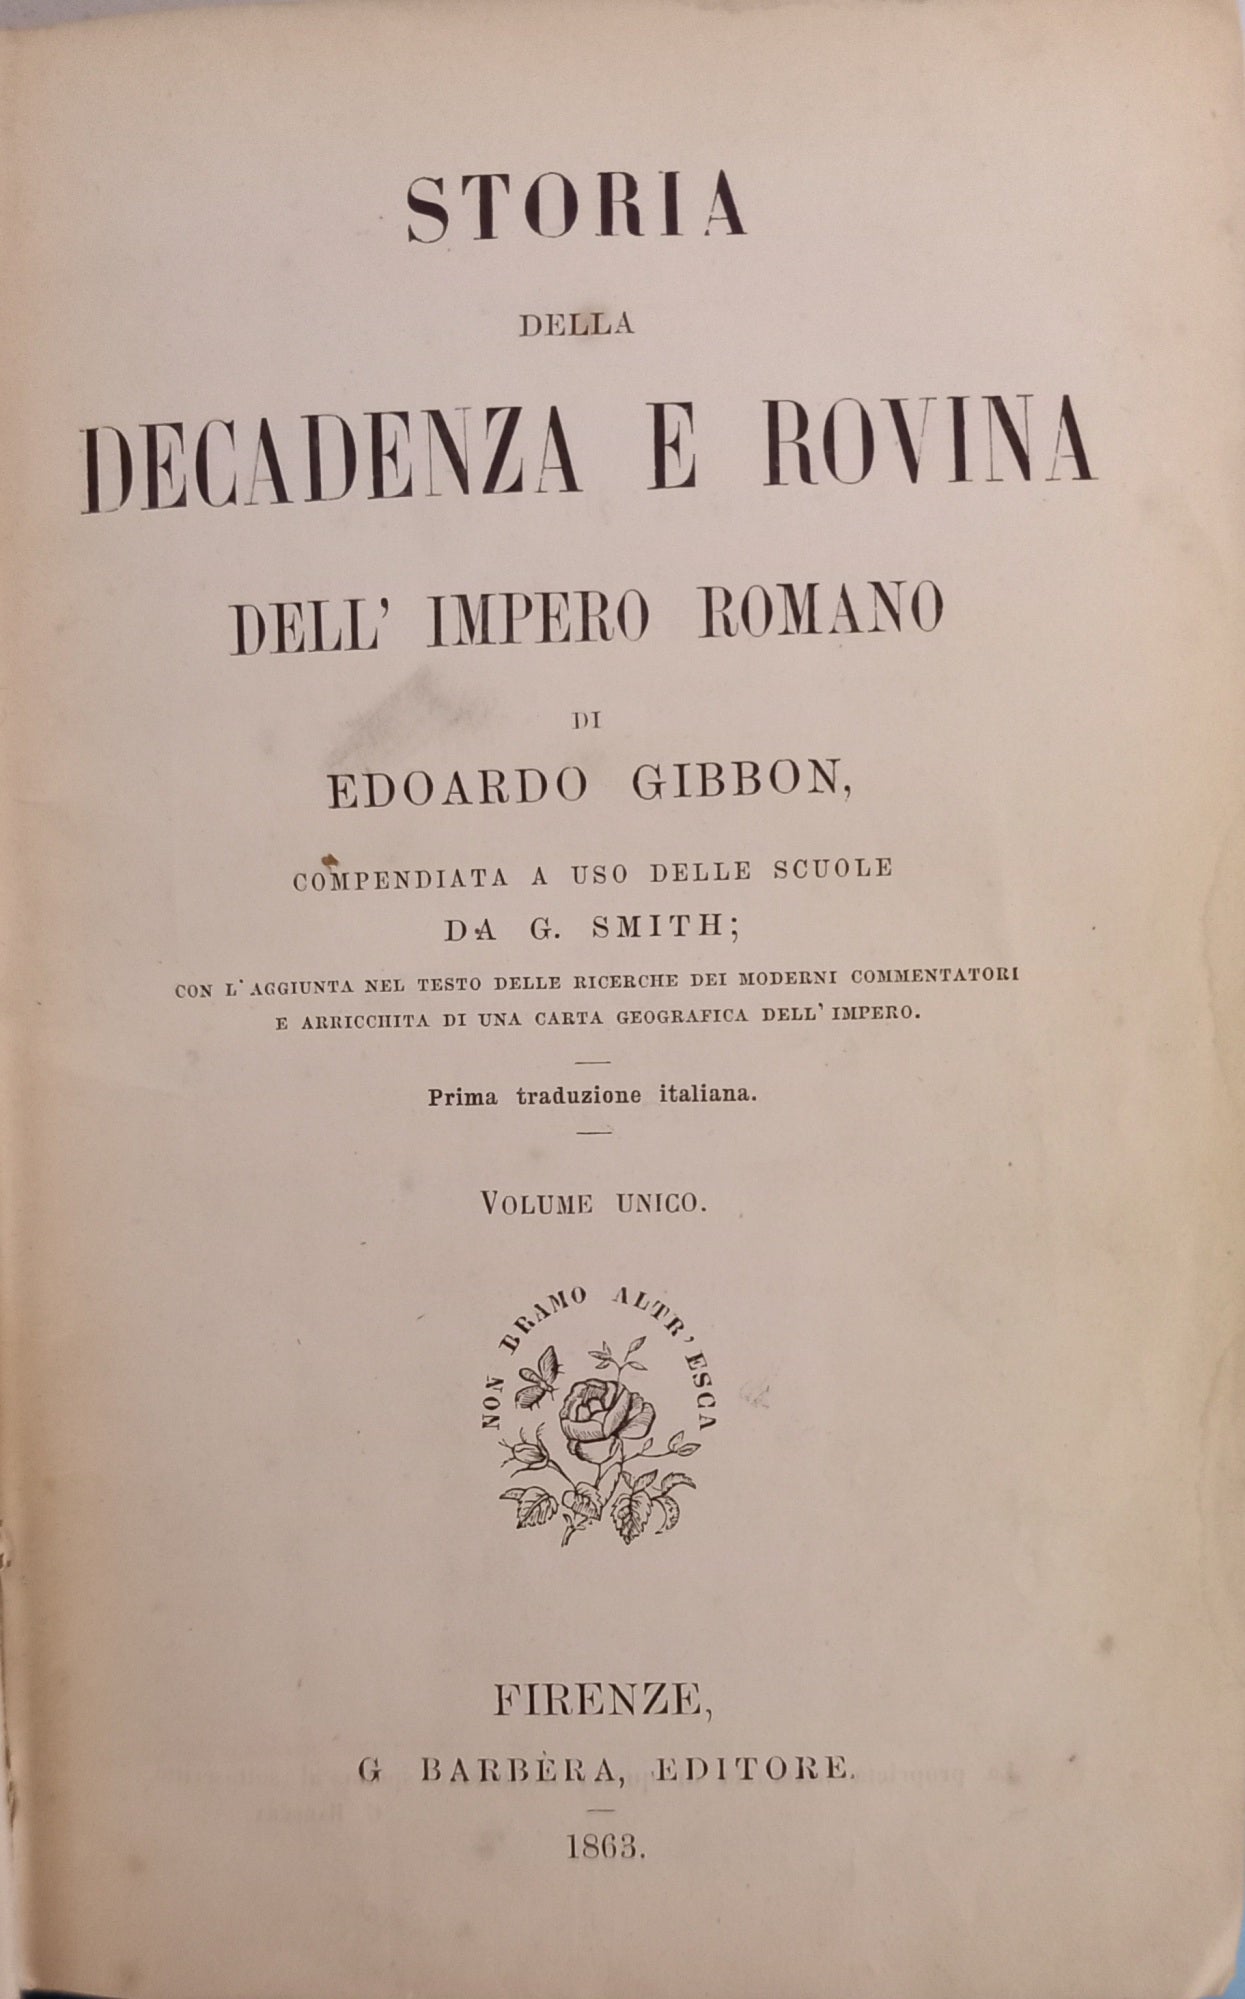 STORIA
DELLA
DECADENZA E ROVINA
DELL' IMPERO ROMANO
DI
EDOARDO GIBBON,
COMPENDIATA A USO DELLE SCUOLE
DA G. SMITH;
CON L'AGGIUNTA NEL TESTO DELLE RICERCHE DEI MODERNI COMMENTATORI
E ARRICCHITA DI UNA CARTA GEOGRAFICA DELL' IMPERO.
Prima traduzione italiana.
VOLUME UNICO.
NON BRAMO ALTR' ESCA
FIRENZE,
G BARBÈRA, EDITORE.
1863.